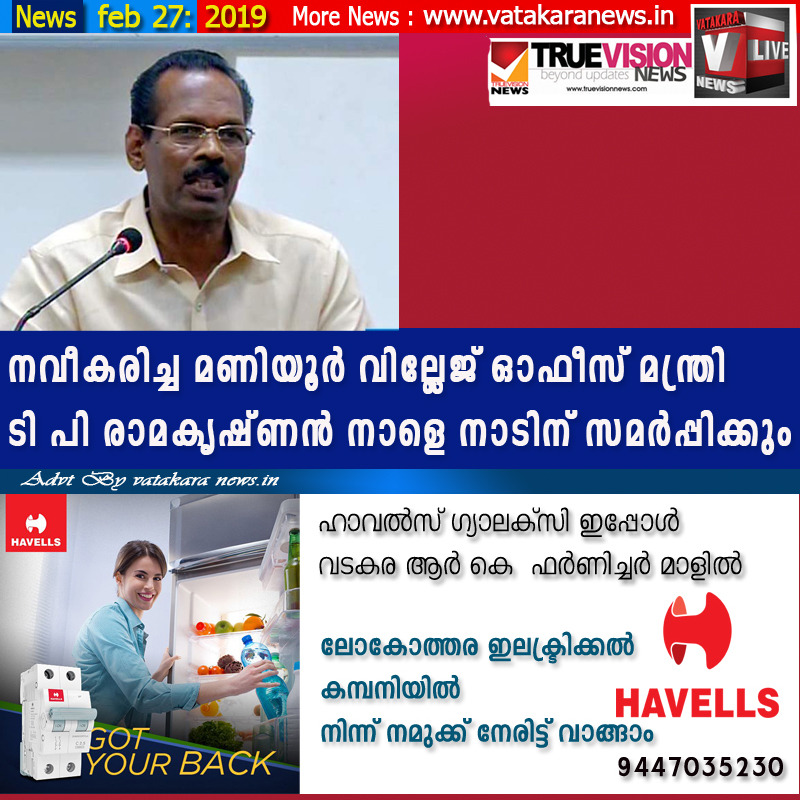 News feb 27: 2019 More News : www.vatakaranews.in
TRUEVISION NEWS
beyond updates
TRUEVISION NEWS
www.truevisionnews.com
VATAKARA
V
LIVE
NEWS
നവീകരിച്ച മണിയൂർ വില്ലേജ് ഓഫീസ് മന്ത്രി
ടി പി രാമകൃഷ്ണൻ നാളെ നാടിന് സമർപ്പിക്കും
Advt By vatakara news.in
HAVELLS
ഹാവൽസ് ഗ്യാലക്സി ഇപ്പോൾ
വടകര ആർ കെ ഫർണിച്ചർ മാളിൽ
ലോകോത്തര ഇലക്ട്രിക്കൽ
കമ്പനിയിൽ
നിന്ന് നമുക്ക് നേരിട്ട് വാങ്ങാം
HAVELLS
9447035230
GOT
YOUR BACK